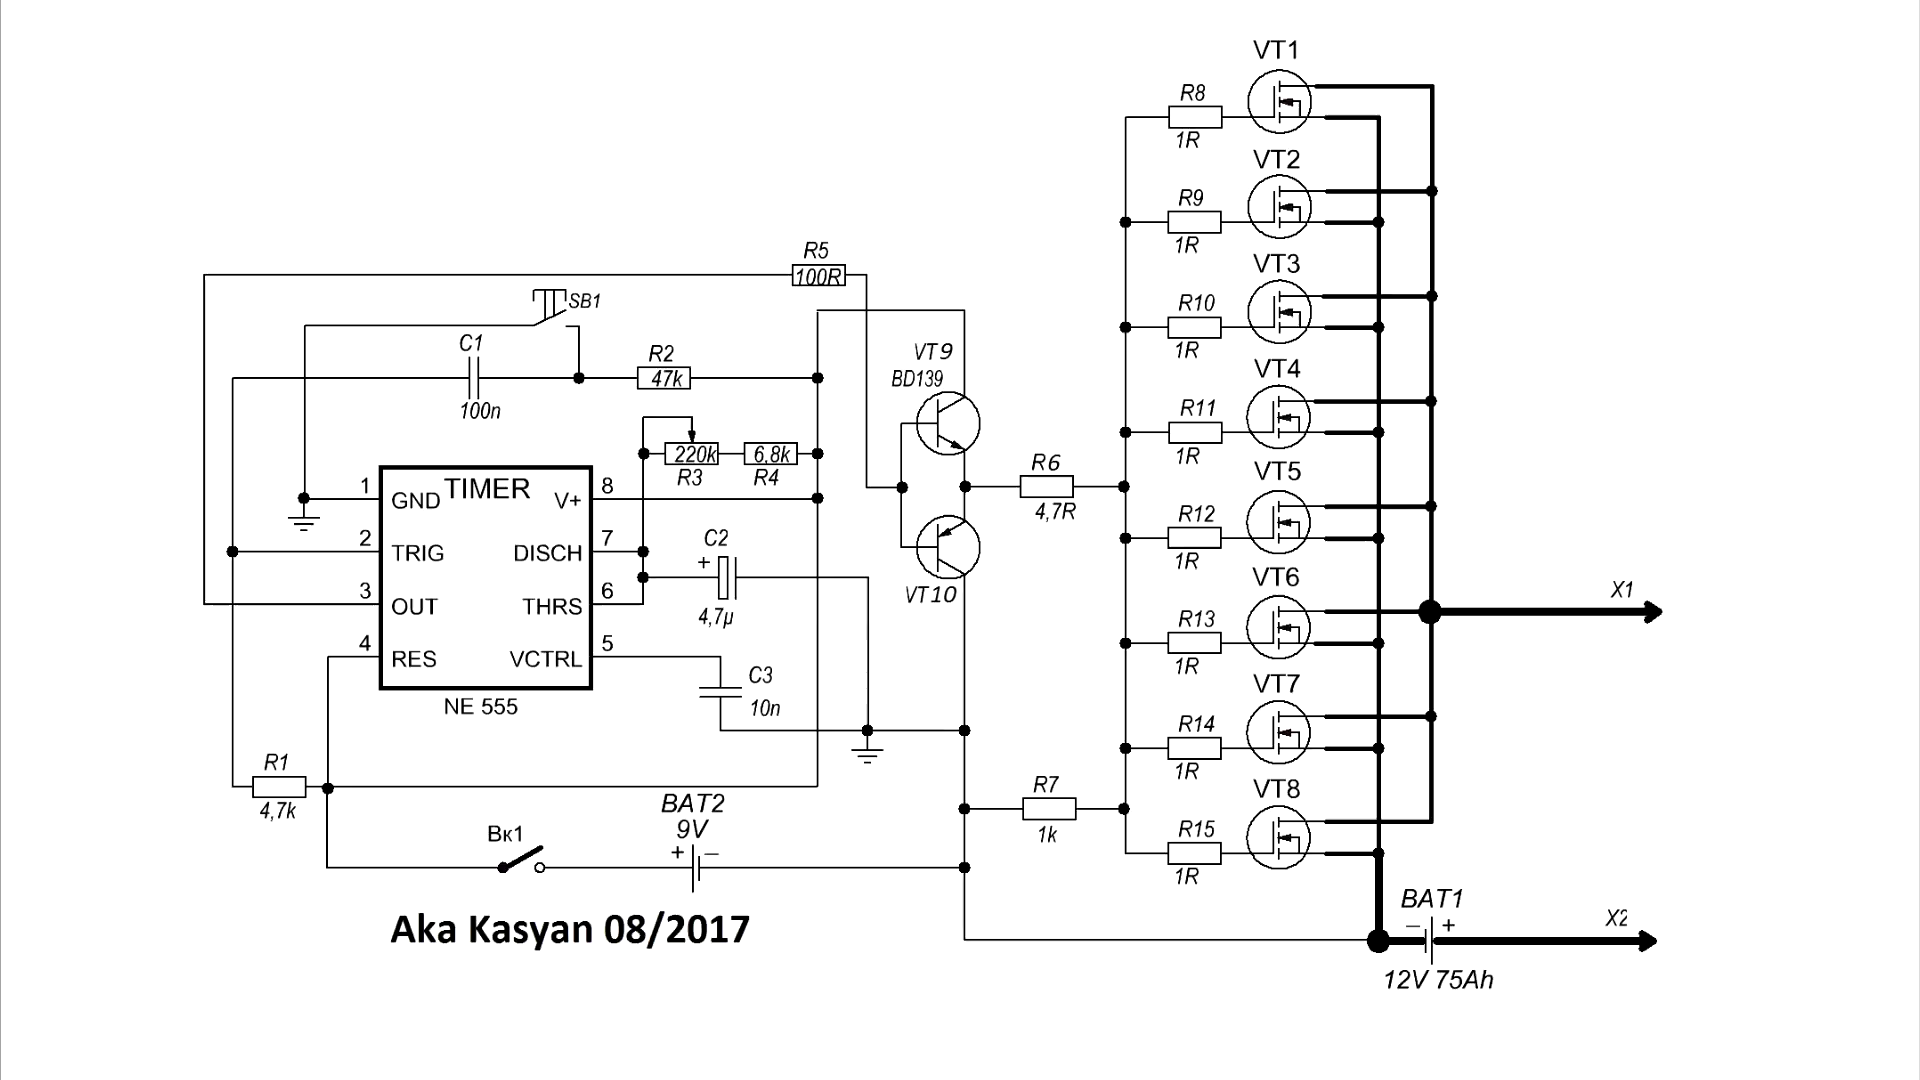 VT1
R8
1R
VT2
R9
1R
VT3
R10
1R
VT4
R11
1R
VT5
R12
1R
VT6
R13
1R
VT7
R14
1R
VT8
R15
1R
R5
100R
SB1
C1
100n
R2
47k
VT9
BD139
VT10
220k
R3
6,8k
R4
R6
4,7R
TIMER
1
GND
2
TRIG
3
OUT
4
RES
8
V+
7
DISCH
6
THRS
5
VCTRL
NE 555
C2
+
4,7µ
C3
10n
R1
4,7k
R7
1k
Вк1
BAT2
9V
+ −
X1
BAT1
− +
12V 75Ah
X2
Aka Kasyan 08/2017